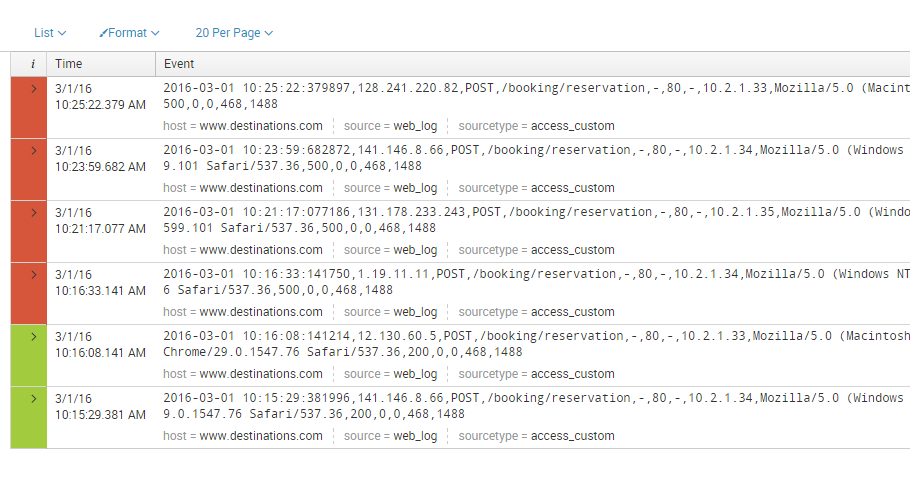 List Format 20 Per Page
i Time Event
3/1/16 2016-03-01 10:25:22:379897,128.241.220.82,POST,/booking/reservation,-,80,-,10.2.1.33,Mozilla/5.0 (Macint
10:25:22.379 AM 500,0,0,468,1488
host = www.destinations.com source = web_log sourcetype = access_custom
3/1/16 2016-03-01 10:23:59:682872,141.146.8.66,POST,/booking/reservation,-,80,-,10.2.1.34,Mozilla/5.0 (Windows
10:23:59.682 AM 9.101 Safari/537.36,500,0,0,468,1488
host = www.destinations.com source = web_log sourcetype = access_custom
3/1/16 2016-03-01 10:21:17:077186,131.178.233.243,POST,/booking/reservation,-,80,-,10.2.1.35,Mozilla/5.0 (Windo
10:21:17.077 AM 599.101 Safari/537.36,500,0,0,468,1488
host = www.destinations.com source = web_log sourcetype = access_custom
3/1/16 2016-03-01 10:16:33:141750,1.19.11.11,POST,/booking/reservation,-,80,-,10.2.1.34,Mozilla/5.0 (Windows NT
10:16:33.141 AM 6 Safari/537.36,500,0,0,468,1488
host = www.destinations.com source = web_log sourcetype = access_custom
3/1/16 2016-03-01 10:16:08:141214,12.130.60.5,POST,/booking/reservation,-,80,-,10.2.1.33,Mozilla/5.0 (Macintosh
10:16:08.141 AM Chrome/29.0.1547.76 Safari/537.36,200,0,0,468,1488
host = www.destinations.com source = web_log sourcetype = access_custom
3/1/16 2016-03-01 10:15:29:381996,141.146.8.66,POST,/booking/reservation,-,80,-,10.2.1.34,Mozilla/5.0 (Windows
10:15:29.381 AM 9.0.1547.76 Safari/537.36,200,0,0,468,1488
host = www.destinations.com source = web_log sourcetype = access_custom